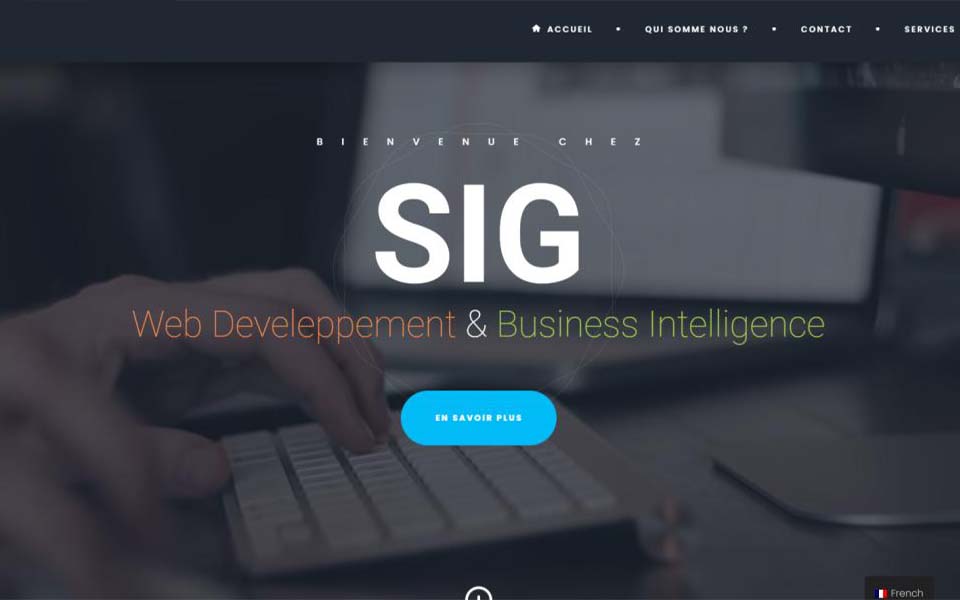 ACCUEIL QUI SOMME NOUS ? CONTACT SERVICES
BIENVENUE CHEZ
SIG
Web Develeppement & Business Intelligence
EN SAVOIR PLUS
French